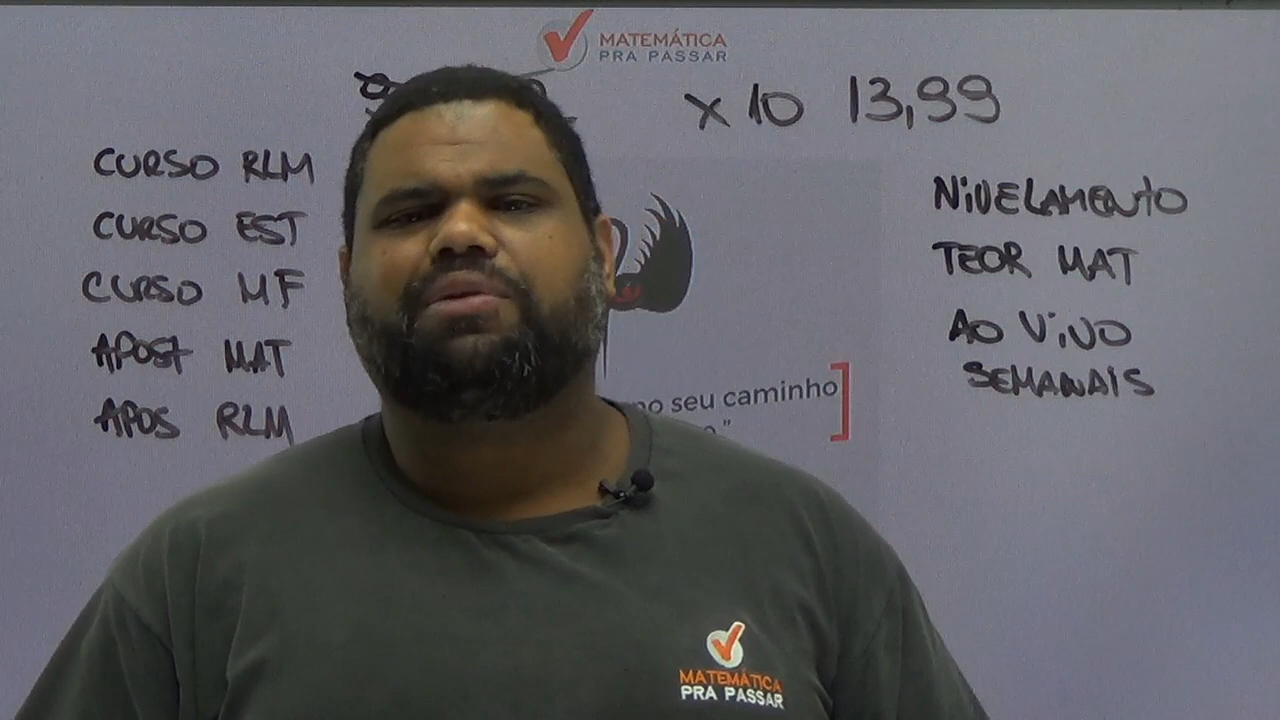 MATEMÁTICA
PRA PASSAR
x 10 13,99
CURSO RLM
CURSO EST
CURSO MF
APOST MAT
APOS RLM
NIVELAMENTO
TEOR MAT
AO VIVO
SEMANAIS
no seu caminho
MATEMÁTICA
PRA PASSAR